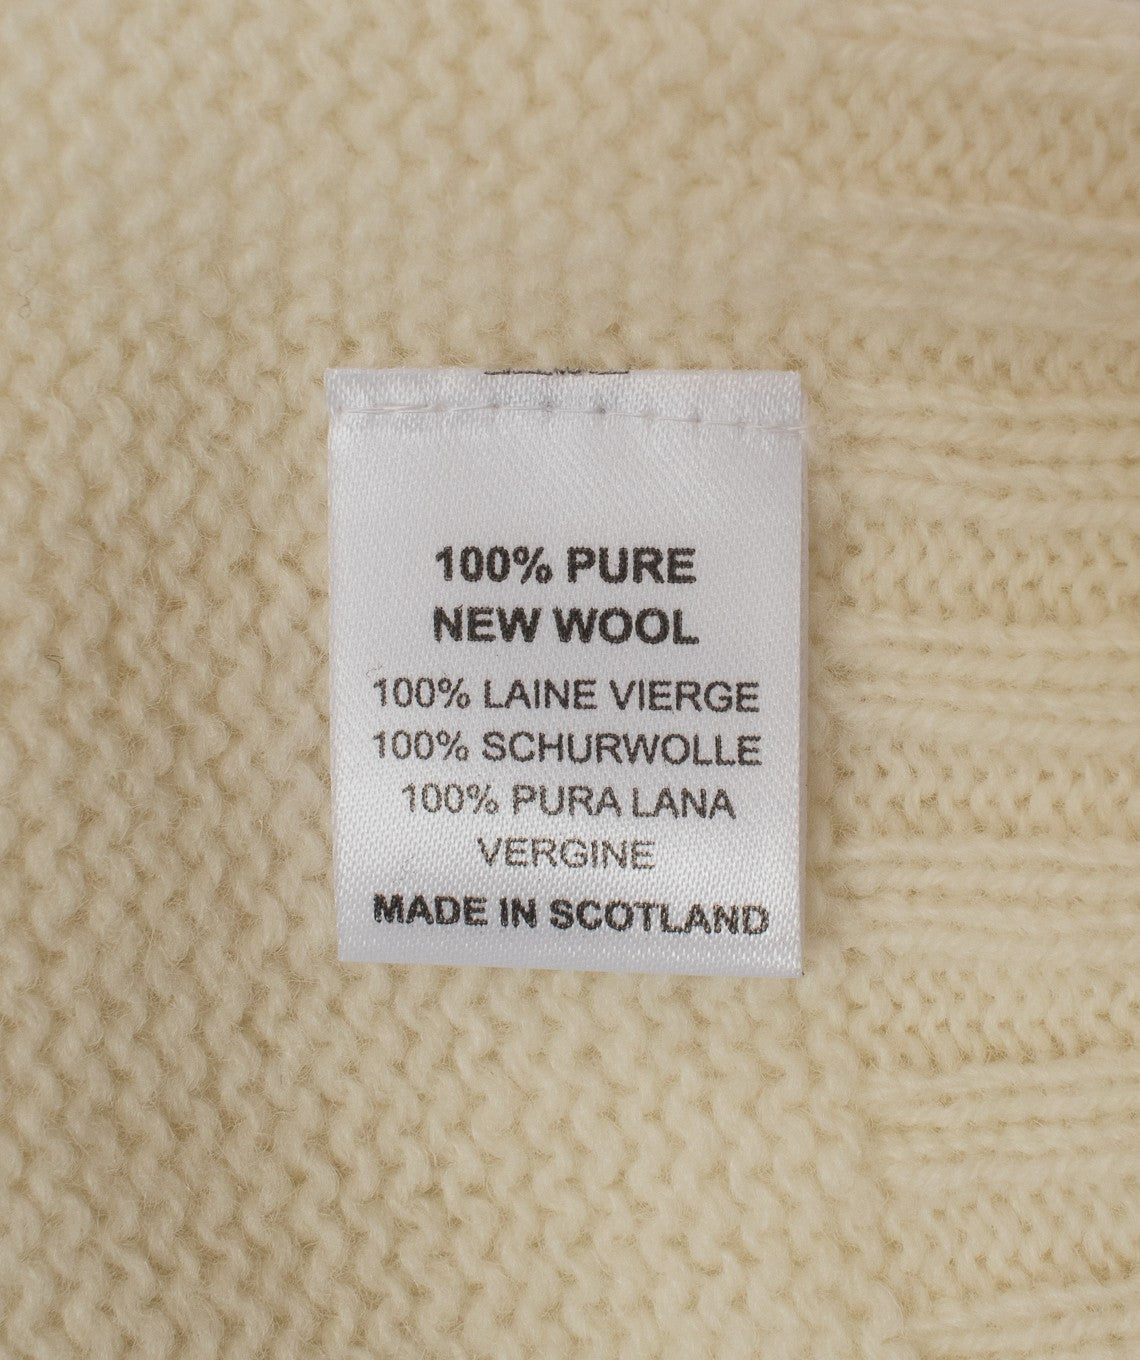 100% PURE
NEW WOOL
100% LAINE VIERGE
100% SCHURWOLLE
100% PURA LANA
VERGINE
MADE IN SCOTLAND